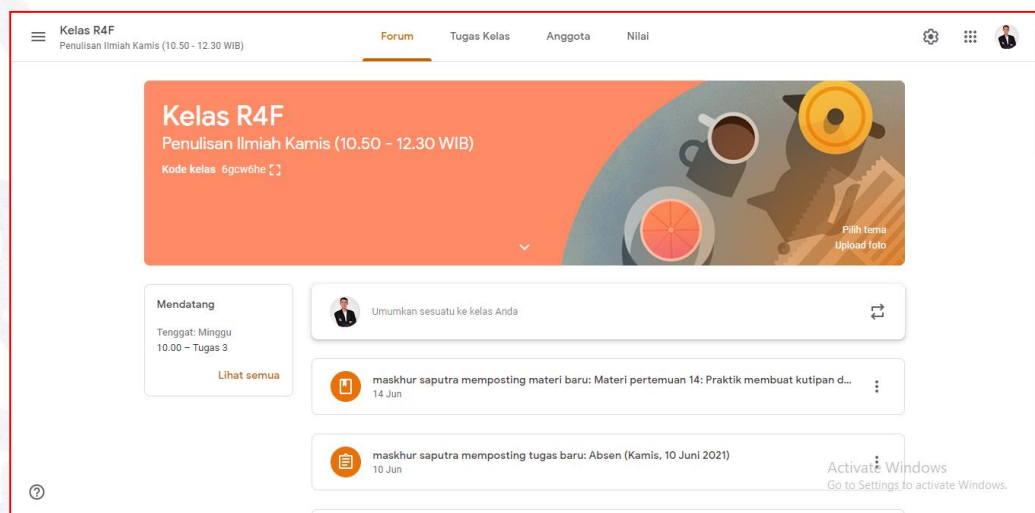 Kelas R4F
Penulisan Ilmiah Kamis (10.50 - 12.30 WIB)
Forum
Tugas Kelas
Anggota
Nilai
Kelas R4F
Penulisan Ilmiah Kamis (10.50 - 12.30 WIB)
Kode kelas 6gcw6he
Pilih tema
Upload foto
Mendatang
Tenggat: Minggu
10.00 – Tugas 3
Lihat semua
Umumkan sesuatu ke kelas Anda
maskhur saputra memposting materi baru: Materi pertemuan 14: Praktik membuat kutipan d...
14 Jun
maskhur saputra memposting tugas baru: Absen (Kamis, 10 Juni 2021)
10 Jun
Activate Windows
Go to Settings to activate Windows.